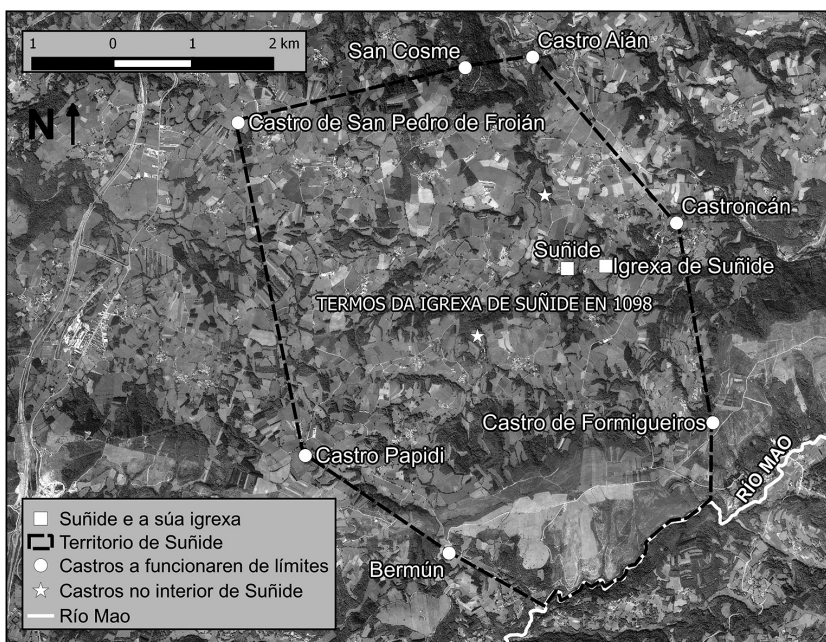 1 0 1 2 km
San Cosme
Castro Aián
N
Castro de San Pedro de Froián
Castroncán
Suñide
Igrexa de Suñide
TERMOS DA IGREXA DE SUÑIDE EN 1098
Castro de Formigueiros
RÍO MAO
Castro Papidi
Bermún
Suñide e a súa igrexa
Territorio de Suñide
Castros a funcionaren de límites
Castros no interior de Suñide
Río Mao